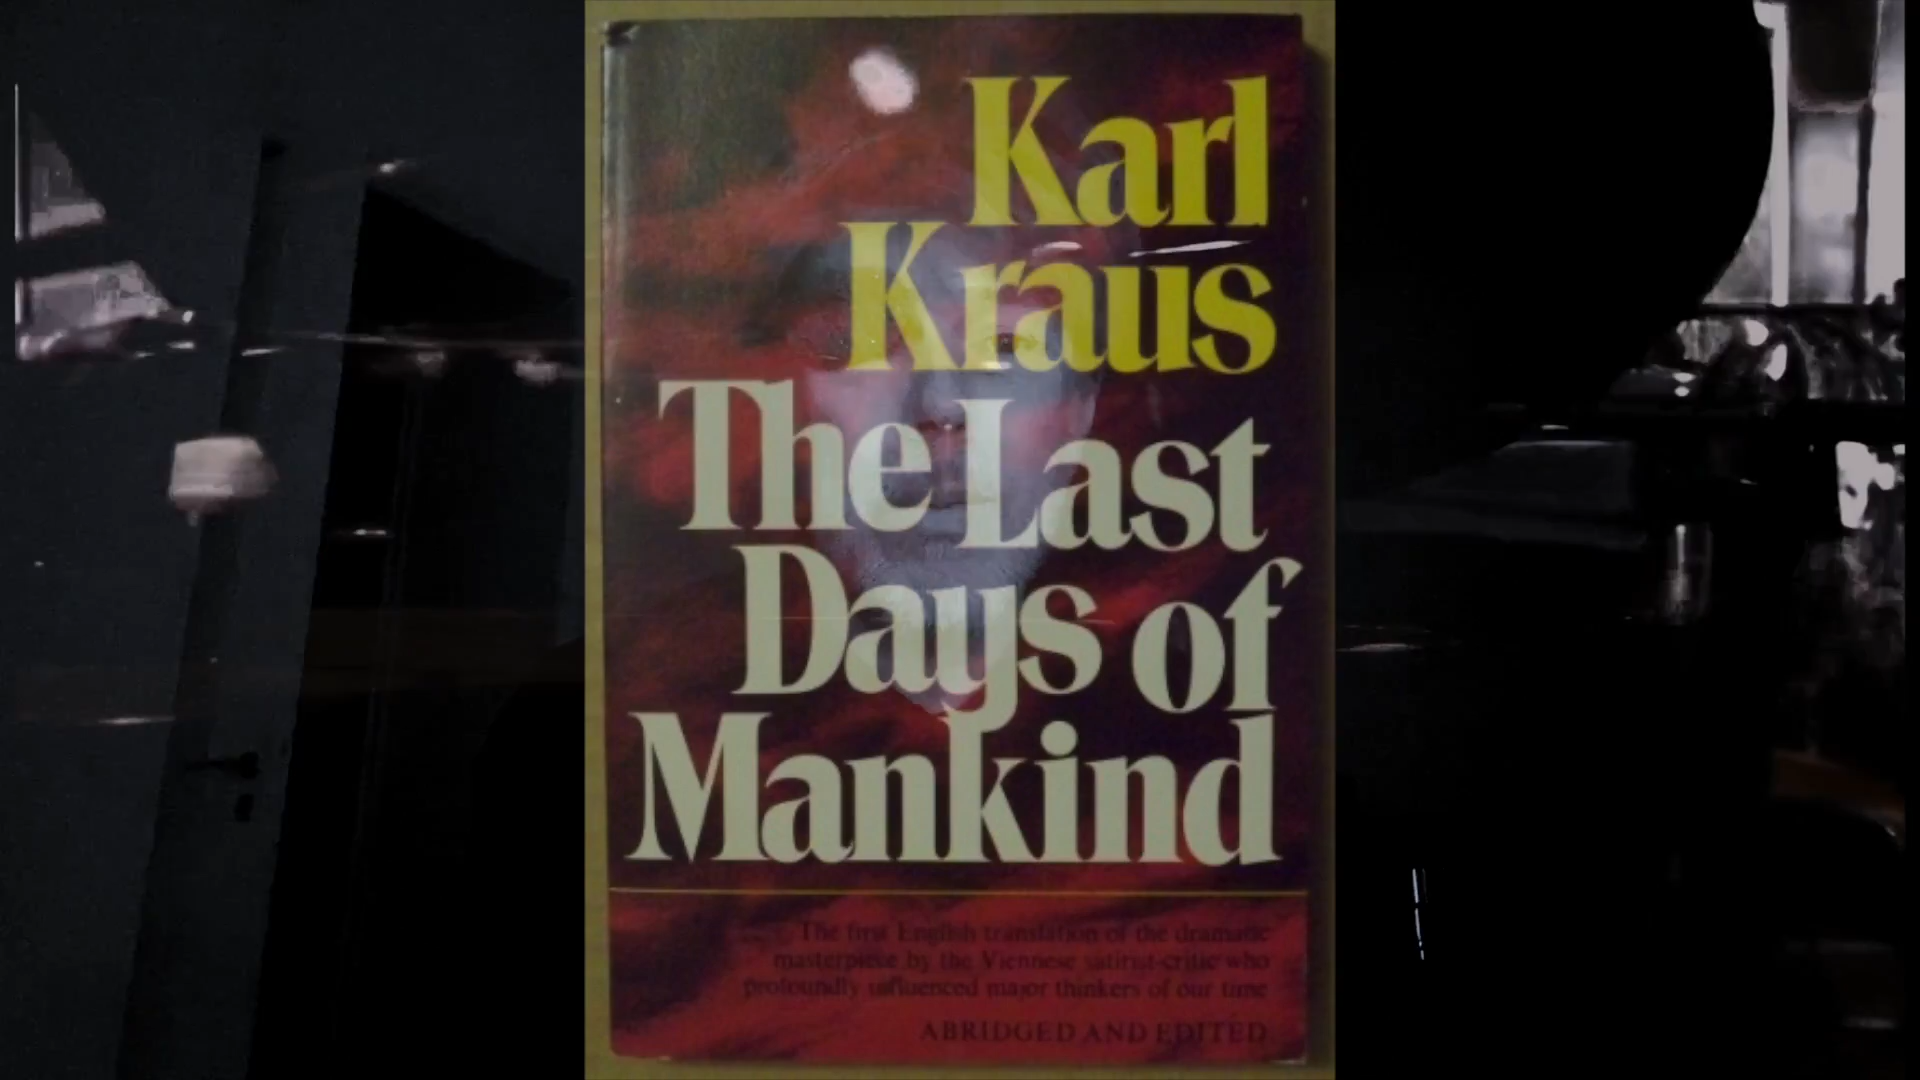 Karl
Kraus
The Last
Days of
Mankind
The first English translation of the dramatic
masterpiece by the Viennese satirist-critic who
profoundly influenced major thinkers of our time
ABRIDGED AND EDITED